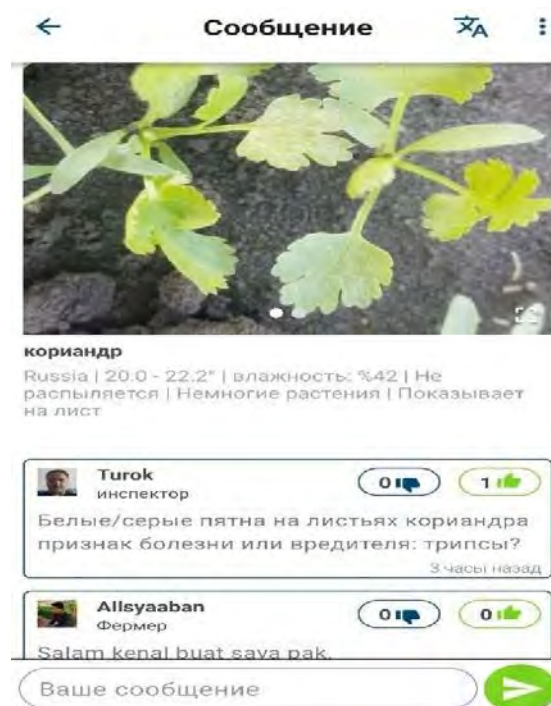 Сообщение
кориандр
Russia | 20.0 - 22.2° | влажность: %42 | Не
распыляется | Немногие растения | Показывает
на лист
Turok
инспектор
0
1
Белые/серые пятна на листьях кориандра
признак болезни или вредителя: трипсы?
3 часы назад
Allsyaaban
Фермер
0
0
Salam kenal buat saya pak.
Ваше сообщение